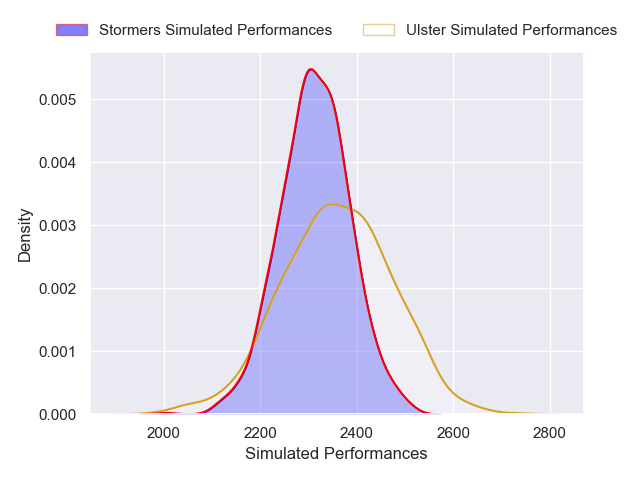 Stormers Simulated Performances
Ulster Simulated Performances
Density
0.005
0.004
0.003
0.002
0.001
0.000
2000 2200 2400 2600 2800
Simulated Performances